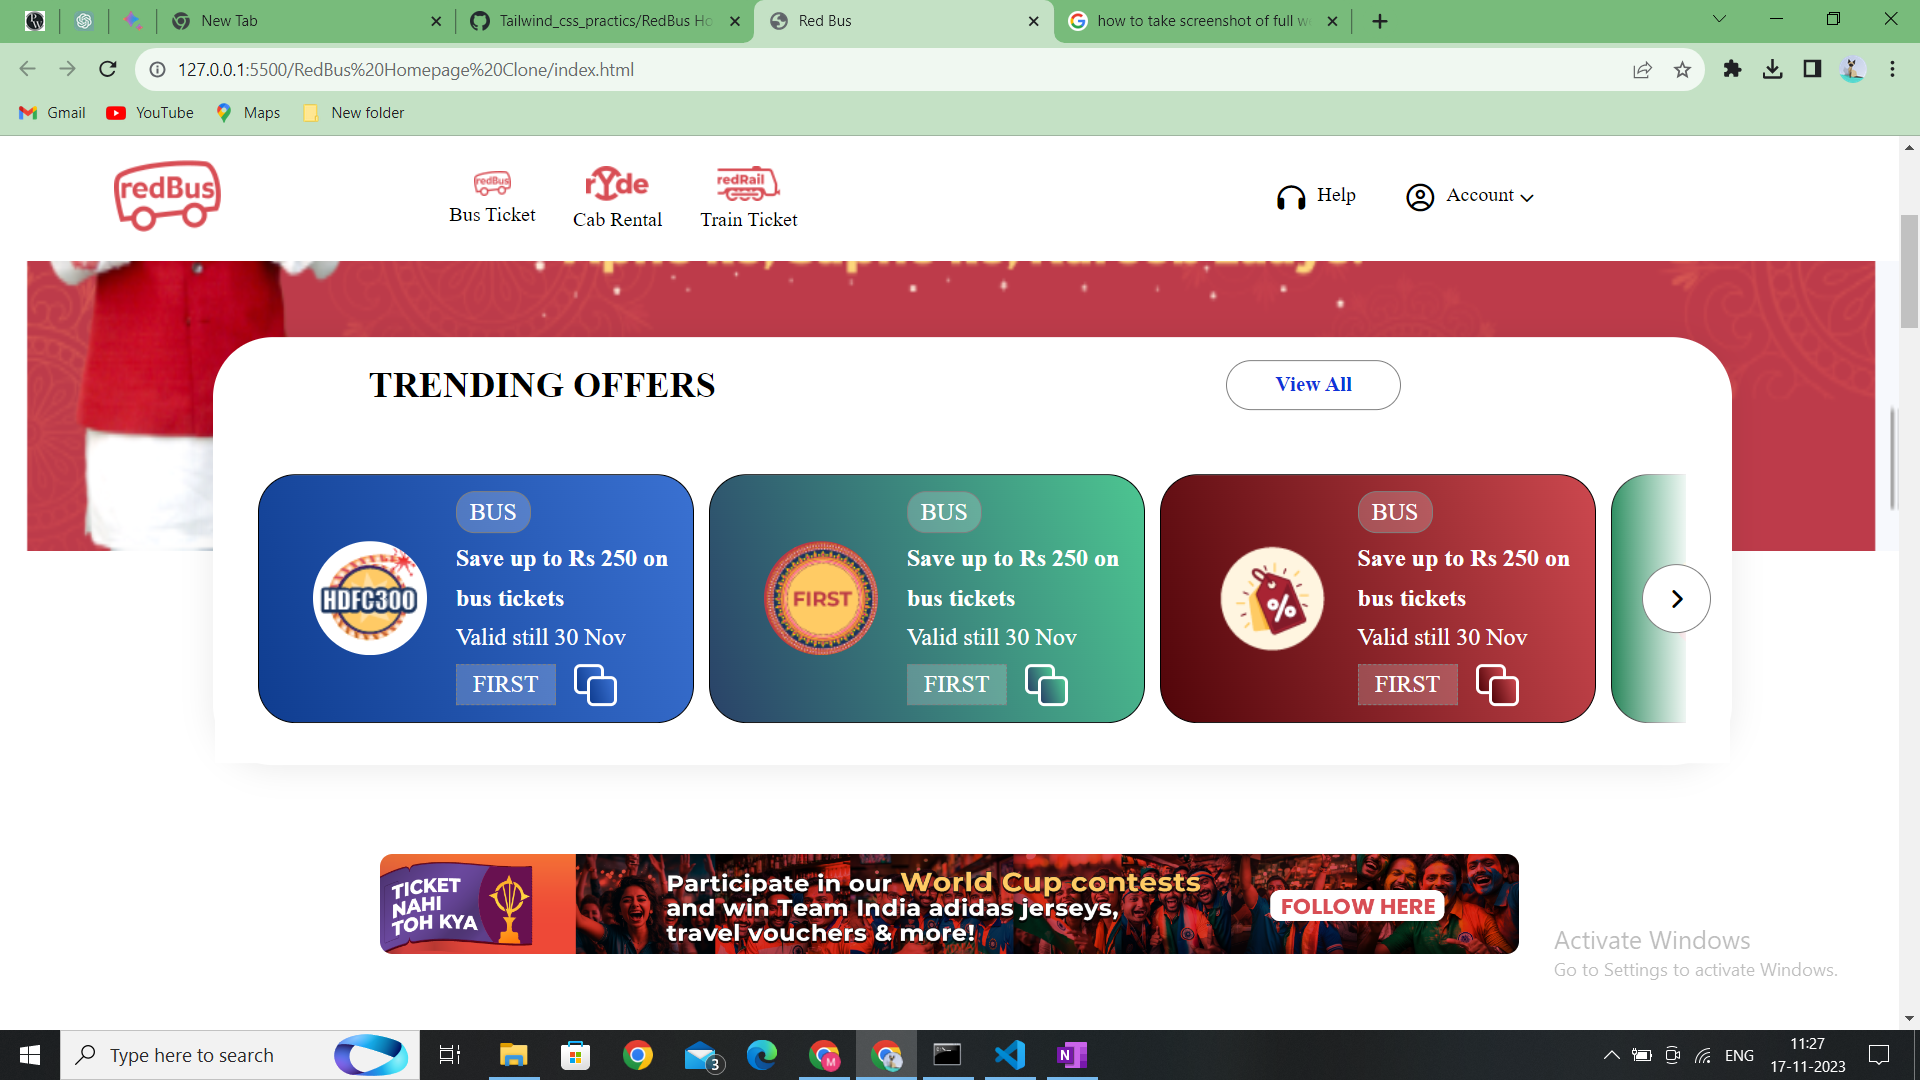 New Tab
Tailwind_css_practics/RedBus Ho
Red Bus
how to take screenshot of full we
127.0.0.1:5500/RedBus%20Homepage%20Clone/index.html
Gmail
YouTube
Maps
New folder
redBus
redBus
Bus Ticket
rYde
Cab Rental
redRail
Train Ticket
Help
Account
TRENDING OFFERS
View All
BUS
HDFC300
Save up to Rs 250 on
bus tickets
Valid still 30 Nov
FIRST
BUS
FIRST
Save up to Rs 250 on
bus tickets
Valid still 30 Nov
FIRST
BUS
%
Save up to Rs 250 on
bus tickets
Valid still 30 Nov
FIRST
TICKET
NAHI
TOH KYA
Participate in our World Cup contests
and win Team India adidas jerseys,
travel vouchers & more!
FOLLOW HERE
Activate Windows
Go to Settings to activate Windows.
Type here to search
3
M
N
ENG
11:27
17-11-2023